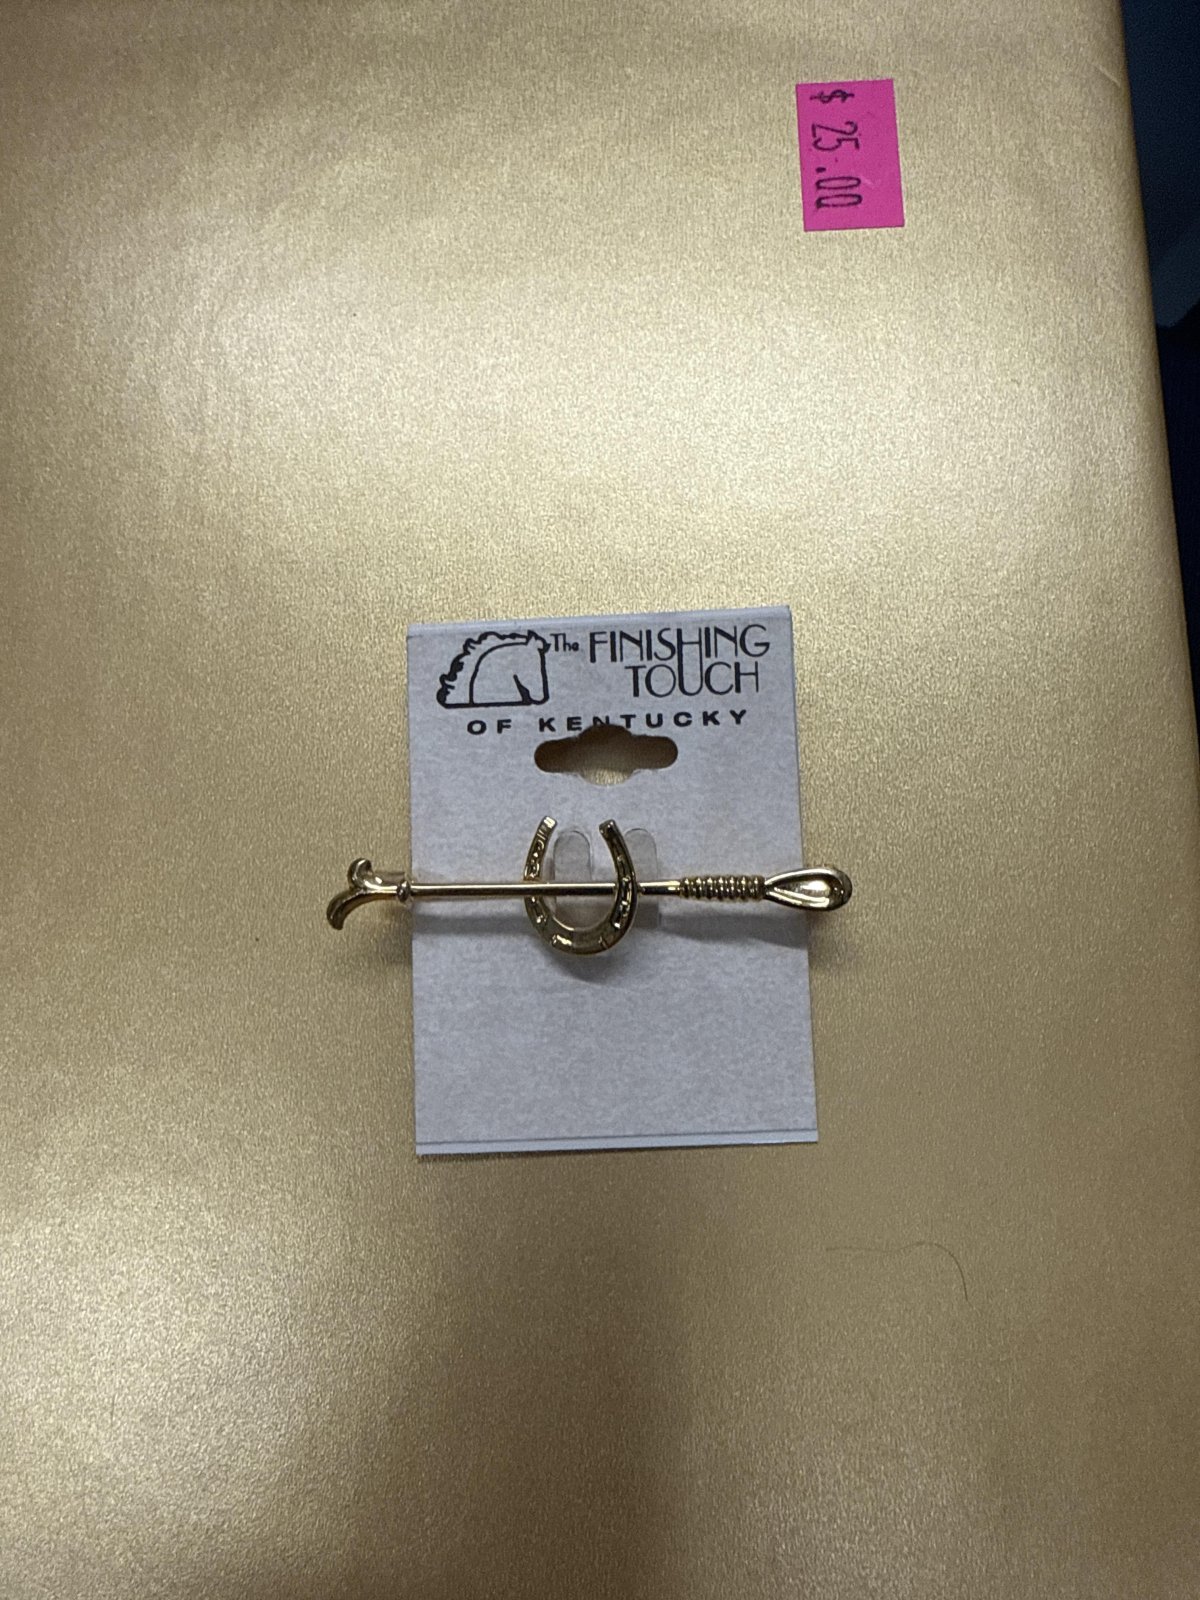 $ 25.00
The FINISHING
TOUCH
OF KENTUCKY